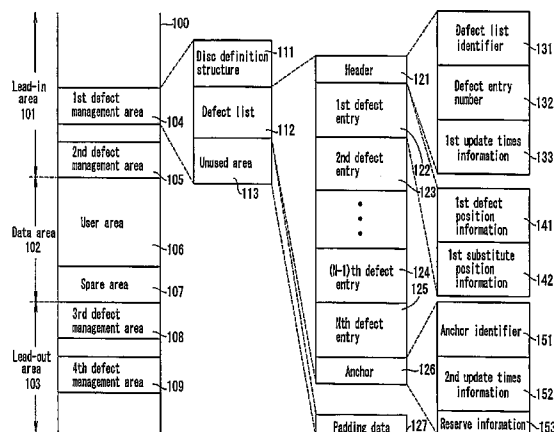 100
Lead-in
area
101
1st defect
management area
104
2nd defect
management area
105
Data area
102
User area
106
Spare area
107
Lead-out
area
103
3rd defect
management area
108
4th defect
management area
109
Disc definition
structure
111
Defect list
112
Unused area
113
Header
121
1st defect
entry
122
2nd defect
entry
123
(N-1)th defect
entry
124
125
Nth defect
entry
Anchor
126
Padding data
127
Defect list
identifier
131
Defect entry
number
132
1st update times
information
133
1st defect
position
information
141
1st substitute
position
information
142
Anchor identifier
151
2nd update times
information
152
Reserve information
153